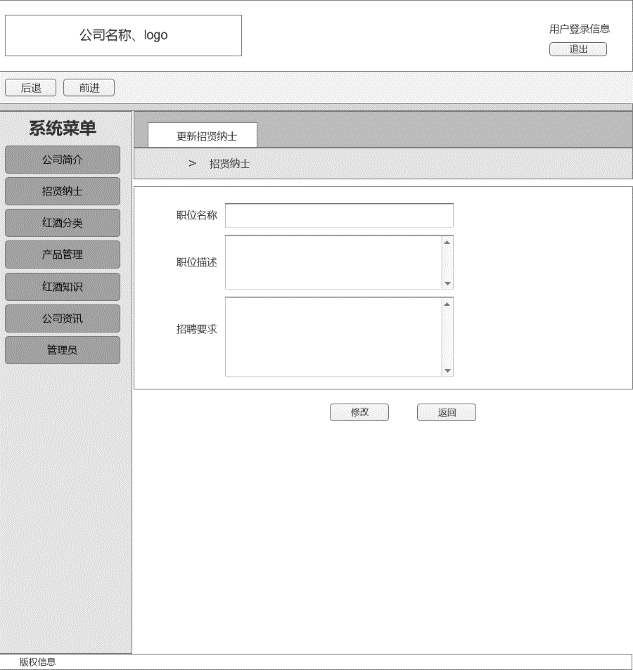 公司名称、logo
用户登录信息
退出
后退
前进
系统菜单
公司简介
招贤纳士
红酒分类
产品管理
红酒知识
公司资讯
管理员
更新招贤纳士
> 招贤纳士
职位名称
职位描述
招聘要求
修改
返回
版权信息